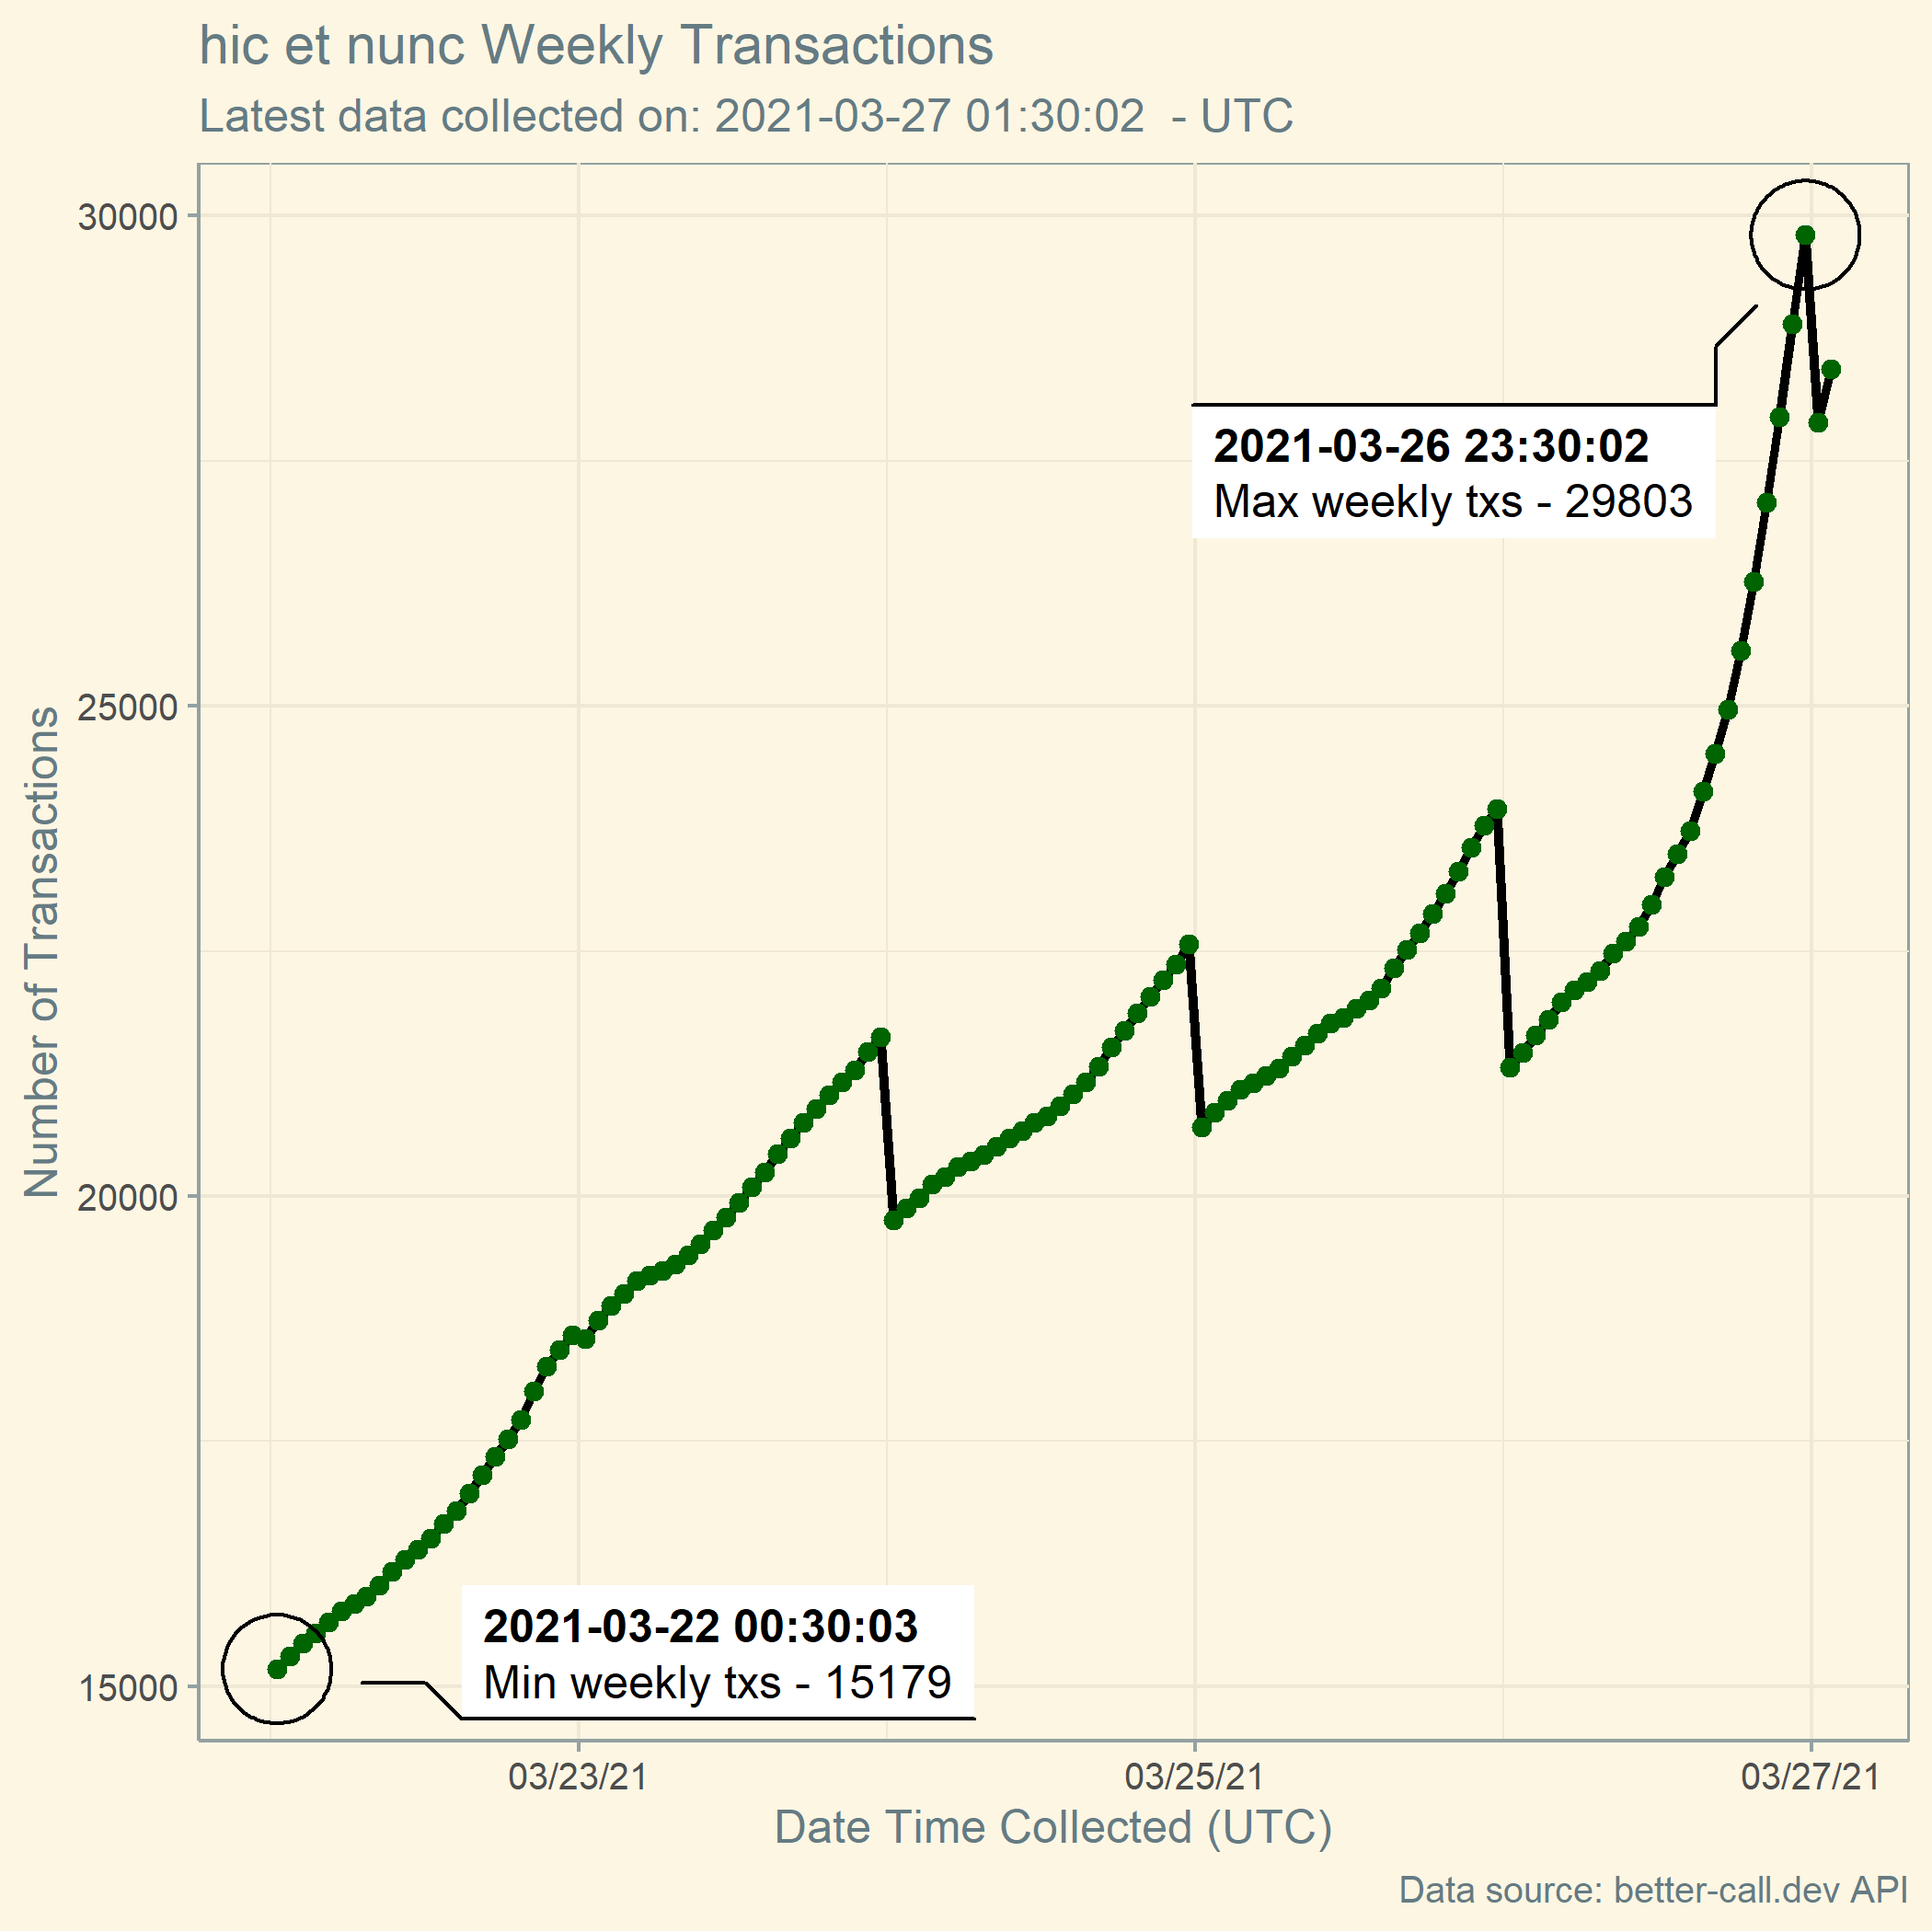 hic et nunc Weekly Transactions
Latest data collected on: 2021-03-27 01:30:02  - UTC
Number of Transactions
30000
25000
20000
15000
2021-03-26 23:30:02
Max weekly txs - 29803
2021-03-22 00:30:03
Min weekly txs - 15179
03/23/21
03/25/21
03/27/21
Date Time Collected (UTC)
Data source: better-call.dev API